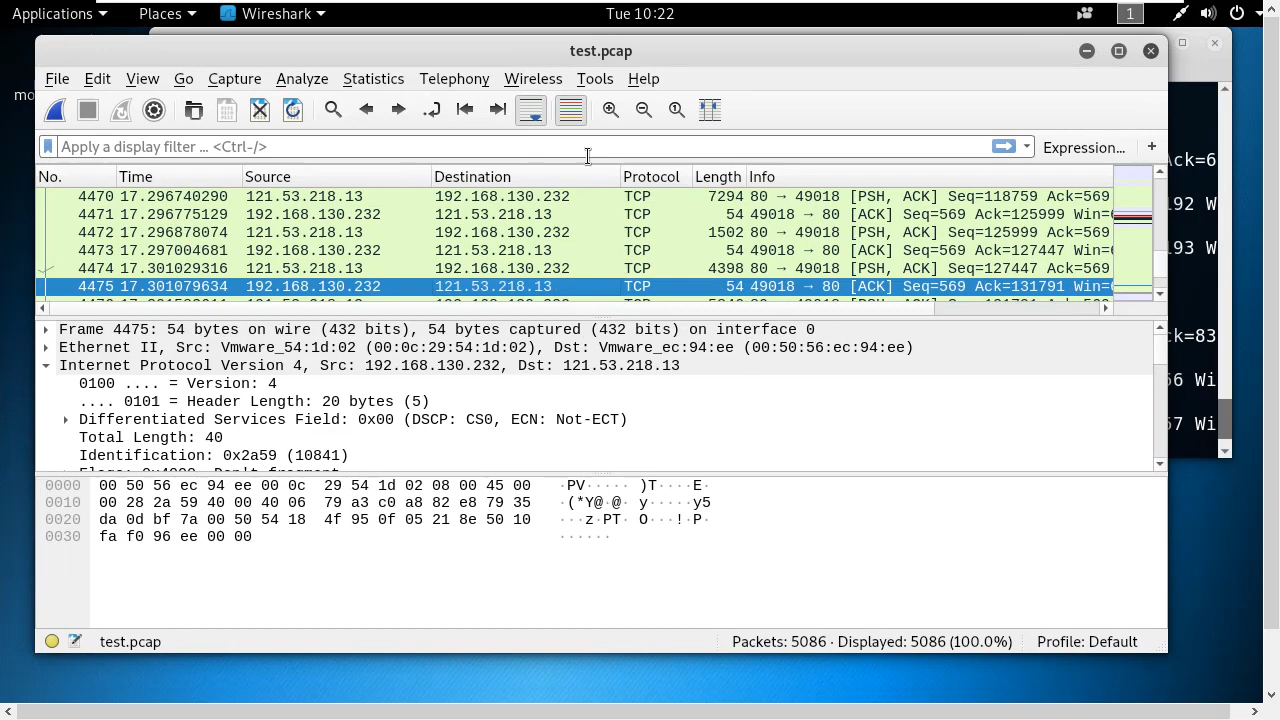 Applications Places Wireshark Tue 10:22 1
test.pcap
mo
File Edit View Go Capture Analyze Statistics Telephony Wireless Tools Help
Apply a display filter ... <Ctrl-/> Expression... +
Ack=6
No. Time Source Destination Protocol Length Info
4470 17.296740290 121.53.218.13 192.168.130.232 TCP 7294 80 → 49018 [PSH, ACK] Seq=118759 Ack=569
192 W
4471 17.296775129 192.168.130.232 121.53.218.13 TCP 54 49018 → 80 [ACK] Seq=569 Ack=125999 Win=
4472 17.296878074 121.53.218.13 192.168.130.232 TCP 1502 80 → 49018 [PSH, ACK] Seq=125999 Ack=569
193 W
4473 17.297004681 192.168.130.232 121.53.218.13 TCP 54 49018 → 80 [ACK] Seq=569 Ack=127447 Win=
4474 17.301029316 121.53.218.13 192.168.130.232 TCP 4398 80 → 49018 [PSH, ACK] Seq=127447 Ack=569
4475 17.301079634 192.168.130.232 121.53.218.13 TCP 54 49018 → 80 [ACK] Seq=569 Ack=131791 Win=
Frame 4475: 54 bytes on wire (432 bits), 54 bytes captured (432 bits) on interface 0
ck=83
Ethernet II, Src: Vmware_54:1d:02 (00:0c:29:54:1d:02), Dst: Vmware_ec:94:ee (00:50:56:ec:94:ee)
Internet Protocol Version 4, Src: 192.168.130.232, Dst: 121.53.218.13
0100 .... = Version: 4
56 Wi
.... 0101 = Header Length: 20 bytes (5)
Differentiated Services Field: 0x00 (DSCP: CS0, ECN: Not-ECT)
57 Wi
Total Length: 40
Identification: 0x2a59 (10841)
0000 00 50 56 ec 94 ee 00 0c 29 54 1d 02 08 00 45 00 ·PV·····)T····E·
0010 00 28 2a 59 40 00 40 06 79 a3 c0 a8 82 e8 79 35 ·(*Y@·@·y·····y5
0020 da 0d bf 7a 00 50 54 18 4f 95 0f 05 21 8e 50 10 ···z·PT·O···!·P·
0030 fa f0 96 ee 00 00 ······
test.pcap Packets: 5086 · Displayed: 5086 (100.0%) Profile: Default